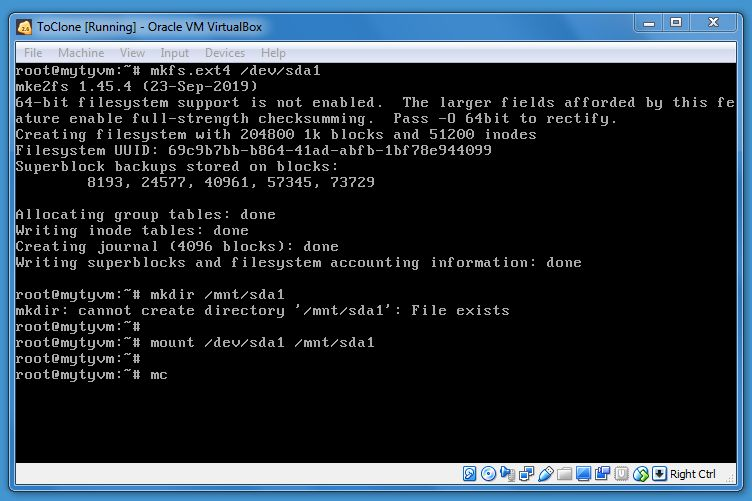 ToClone [Running] - Oracle VM VirtualBox
File Machine View Input Devices Help
root@mytyvm:~# mkfs.ext4 /dev/sda1
mke2fs 1.45.4 (23-Sep-2019)
64-bit filesystem support is not enabled.  The larger fields afforded by this fe
ature enable full-strength checksumming.  Pass -O 64bit to rectify.
Creating filesystem with 204800 1k blocks and 51200 inodes
Filesystem UUID: 69c9b7bb-b864-41ad-abfb-1bf78e944099
Superblock backups stored on blocks:
        8193, 24577, 40961, 57345, 73729
Allocating group tables: done
Writing inode tables: done
Creating journal (4096 blocks): done
Writing superblocks and filesystem accounting information: done
root@mytyvm:~# mkdir /mnt/sda1
mkdir: cannot create directory '/mnt/sda1': File exists
root@mytyvm:~#
root@mytyvm:~# mount /dev/sda1 /mnt/sda1
root@mytyvm:~#
root@mytyvm:~# mc
Right Ctrl